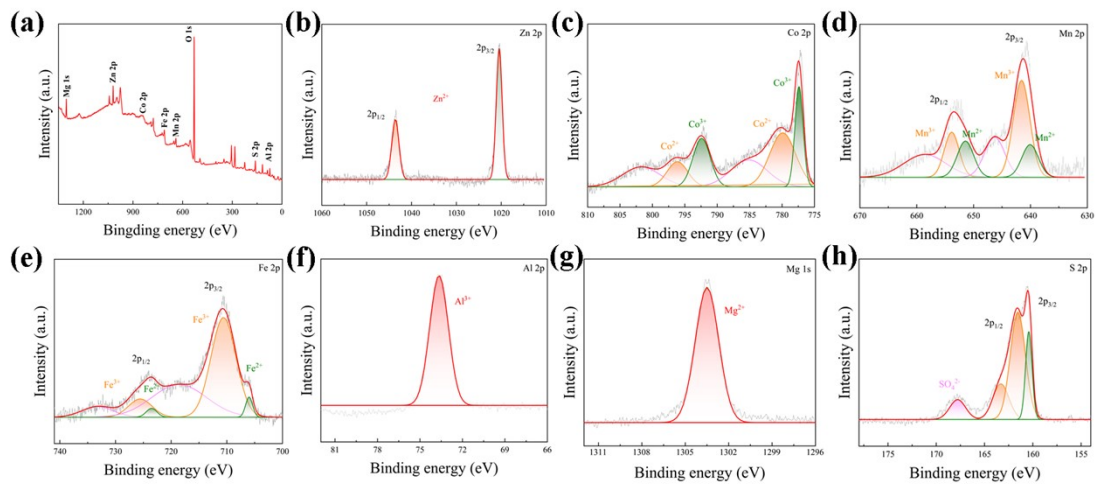 (a)
Mg 1s
Zn 2p
Co 2p
Fe 2p
Mn 2p
O 1s
S 2p
Al 2p
Intensity (a.u.)
1200 900 600 300 0
Bingding energy (eV)
(b)
Zn 2p
2p3/2
Zn2+
2p1/2
Intensity (a.u.)
1060 1050 1040 1030 1020 1010
Binding energy (eV)
(c)
Co 2p
Co3+
Co2+
Co3+
Co2+
Intensity (a.u.)
810 805 800 795 790 785 780 775
Binding energy (eV)
(d)
Mn 2p
2p3/2
Mn3+
2p1/2
Mn3+
Mn2+
Mn2+
Intensity (a.u.)
670 660 650 640 630
Binding energy (eV)
(e)
Fe 2p
2p3/2
Fe3+
2p1/2
Fe3+
Fe2+
Fe2+
Intensity (a.u.)
740 730 720 710 700
Binding energy (eV)
(f)
Al 2p
Al3+
Intensity (a.u.)
81 78 75 72 69 66
Binding energy (eV)
(g)
Mg 1s
Mg2+
Intensity (a.u.)
1311 1308 1305 1302 1299 1296
Binding energy (eV)
(h)
S 2p
2p3/2
2p1/2
Intensity (a.u.)
175 170 165 160 155
Binding energy (eV)